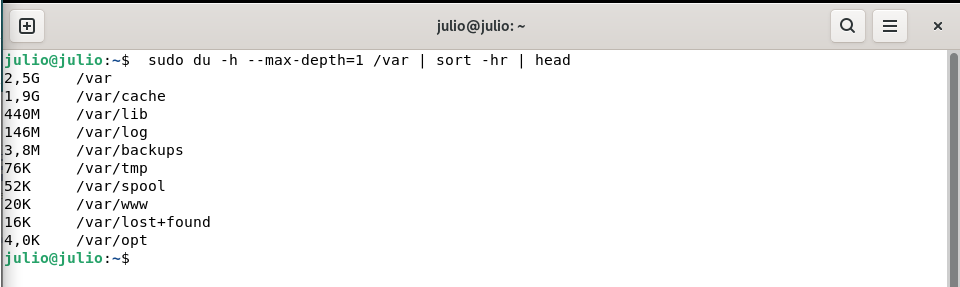 julio@julio: ~
julio@julio:~$  sudo du -h --max-depth=1 /var | sort -hr | head
2,5G    /var
1,9G    /var/cache
440M    /var/lib
146M    /var/log
3,8M    /var/backups
76K     /var/tmp
52K     /var/spool
20K     /var/www
16K     /var/lost+found
4,0K    /var/opt
julio@julio:~$